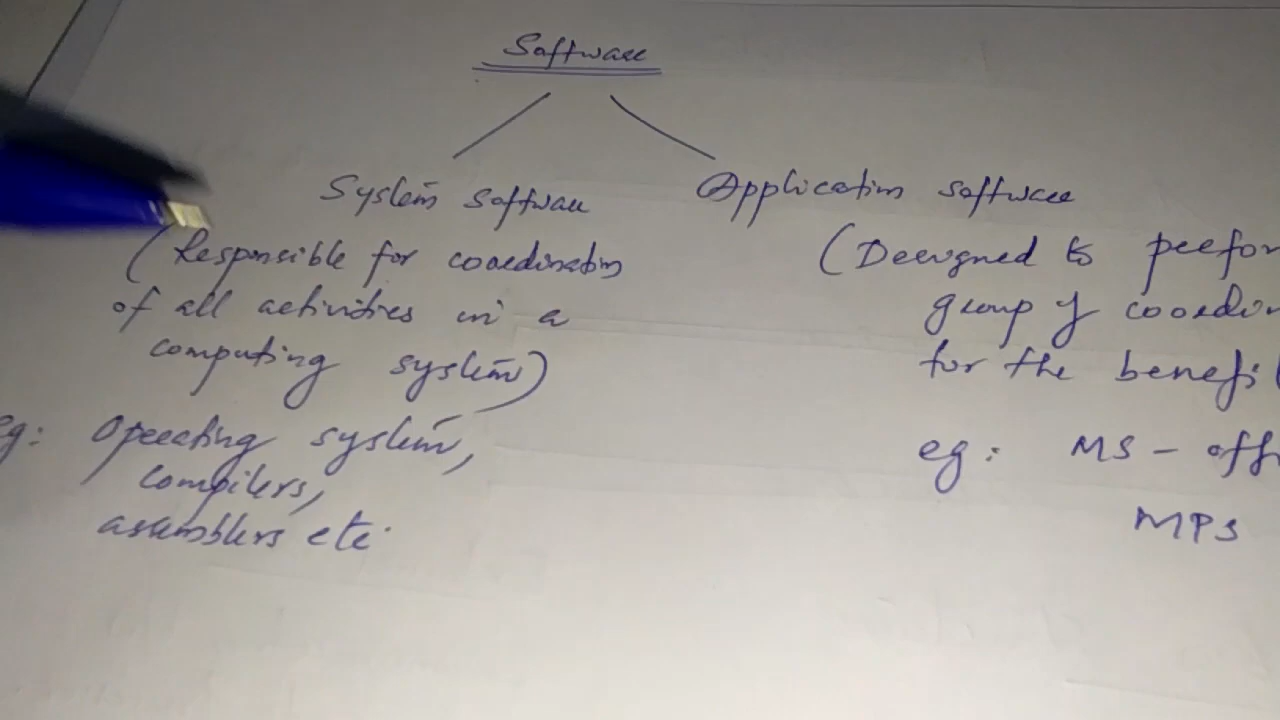 Software
System software
Application software
(Responsible for coordination
of all activities in a
computing system)
eg: Operating system,
compilers,
assemblers etc.
(Designed to perfor
group of coordin
for the benefi
eg: MS - off
MPS